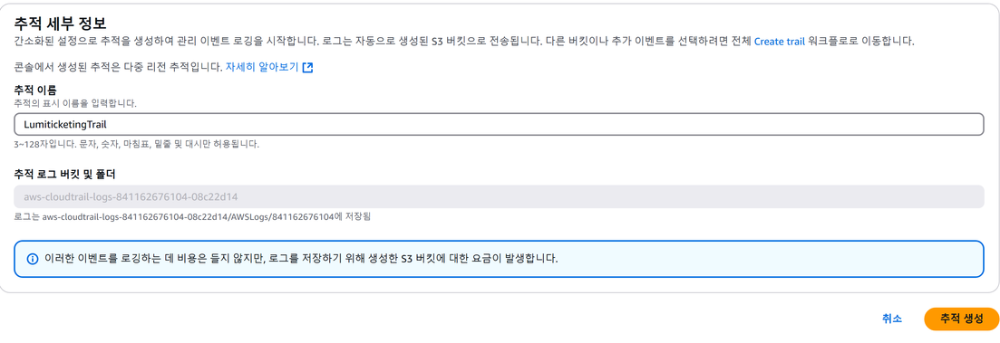 추적 세부 정보
간소화된 설정으로 추적을 생성하여 관리 이벤트 로깅을 시작합니다. 로그는 자동으로 생성된 S3 버킷으로 전송됩니다. 다른 버킷이나 추가 이벤트를 선택하려면 전체 Create trail 워크플로로 이동합니다.
콘솔에서 생성된 추적은 다중 리전 추적입니다. 자세히 알아보기
추적 이름
추적의 표시 이름을 입력합니다.
LumiticketingTrail
3~128자입니다. 문자, 숫자, 마침표, 밑줄 및 대시만 허용됩니다.
추적 로그 버킷 및 폴더
aws-cloudtrail-logs-841162676104-08c22d14
로그는 aws-cloudtrail-logs-841162676104-08c22d14/AWSLogs/841162676104에 저장됨
이러한 이벤트를 로깅하는 데 비용은 들지 않지만, 로그를 저장하기 위해 생성한 S3 버킷에 대한 요금이 발생합니다.
취소 추적 생성